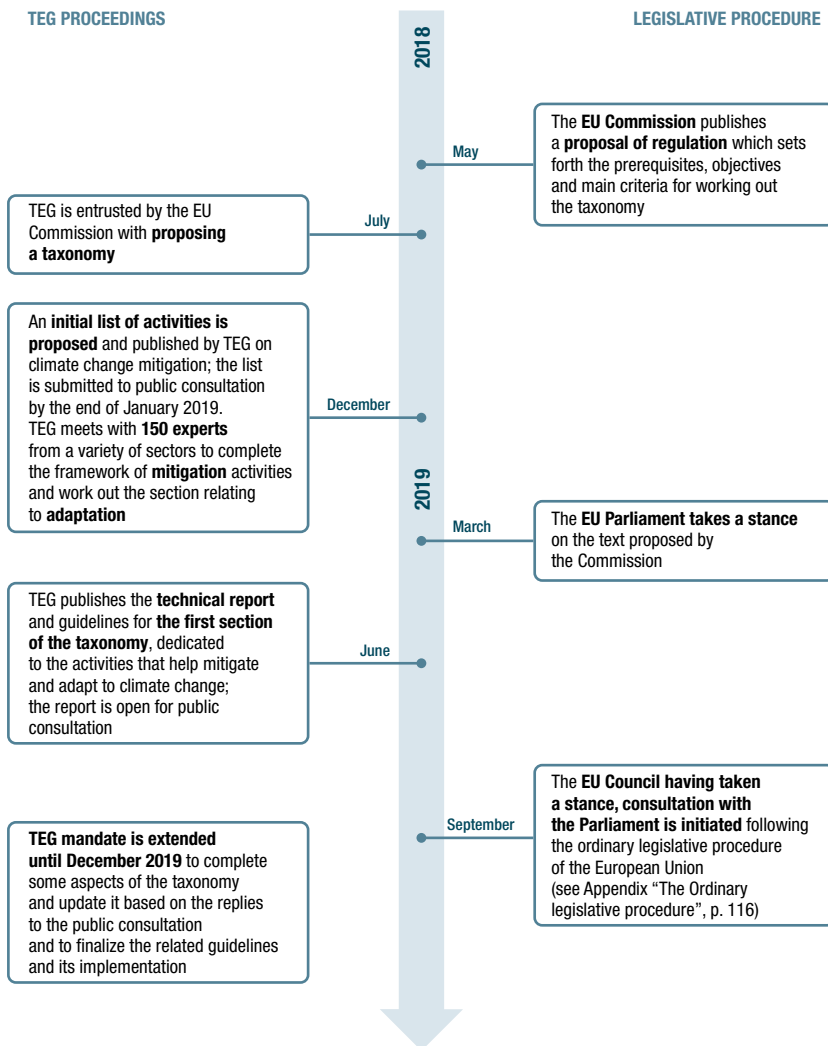 TEG PROCEEDINGS
LEGISLATIVE PROCEDURE
2018
May
The EU Commission publishes
a proposal of regulation which sets
forth the prerequisites, objectives
and main criteria for working out
the taxonomy
TEG is entrusted by the EU
Commission with proposing
a taxonomy
July
An initial list of activities is
proposed and published by TEG on
climate change mitigation; the list
is submitted to public consultation
by the end of January 2019.
TEG meets with 150 experts
from a variety of sectors to complete
the framework of mitigation activities
and work out the section relating
to adaptation
December
2019
March
The EU Parliament takes a stance
on the text proposed by
the Commission
TEG publishes the technical report
and guidelines for the first section
of the taxonomy, dedicated
to the activities that help mitigate
and adapt to climate change;
the report is open for public
consultation
June
September
The EU Council having taken
a stance, consultation with
the Parliament is initiated following
the ordinary legislative procedure
of the European Union
(see Appendix “The Ordinary
legislative procedure”, p. 116)
TEG mandate is extended
until December 2019 to complete
some aspects of the taxonomy
and update it based on the replies
to the public consultation
and to finalize the related guidelines
and its implementation